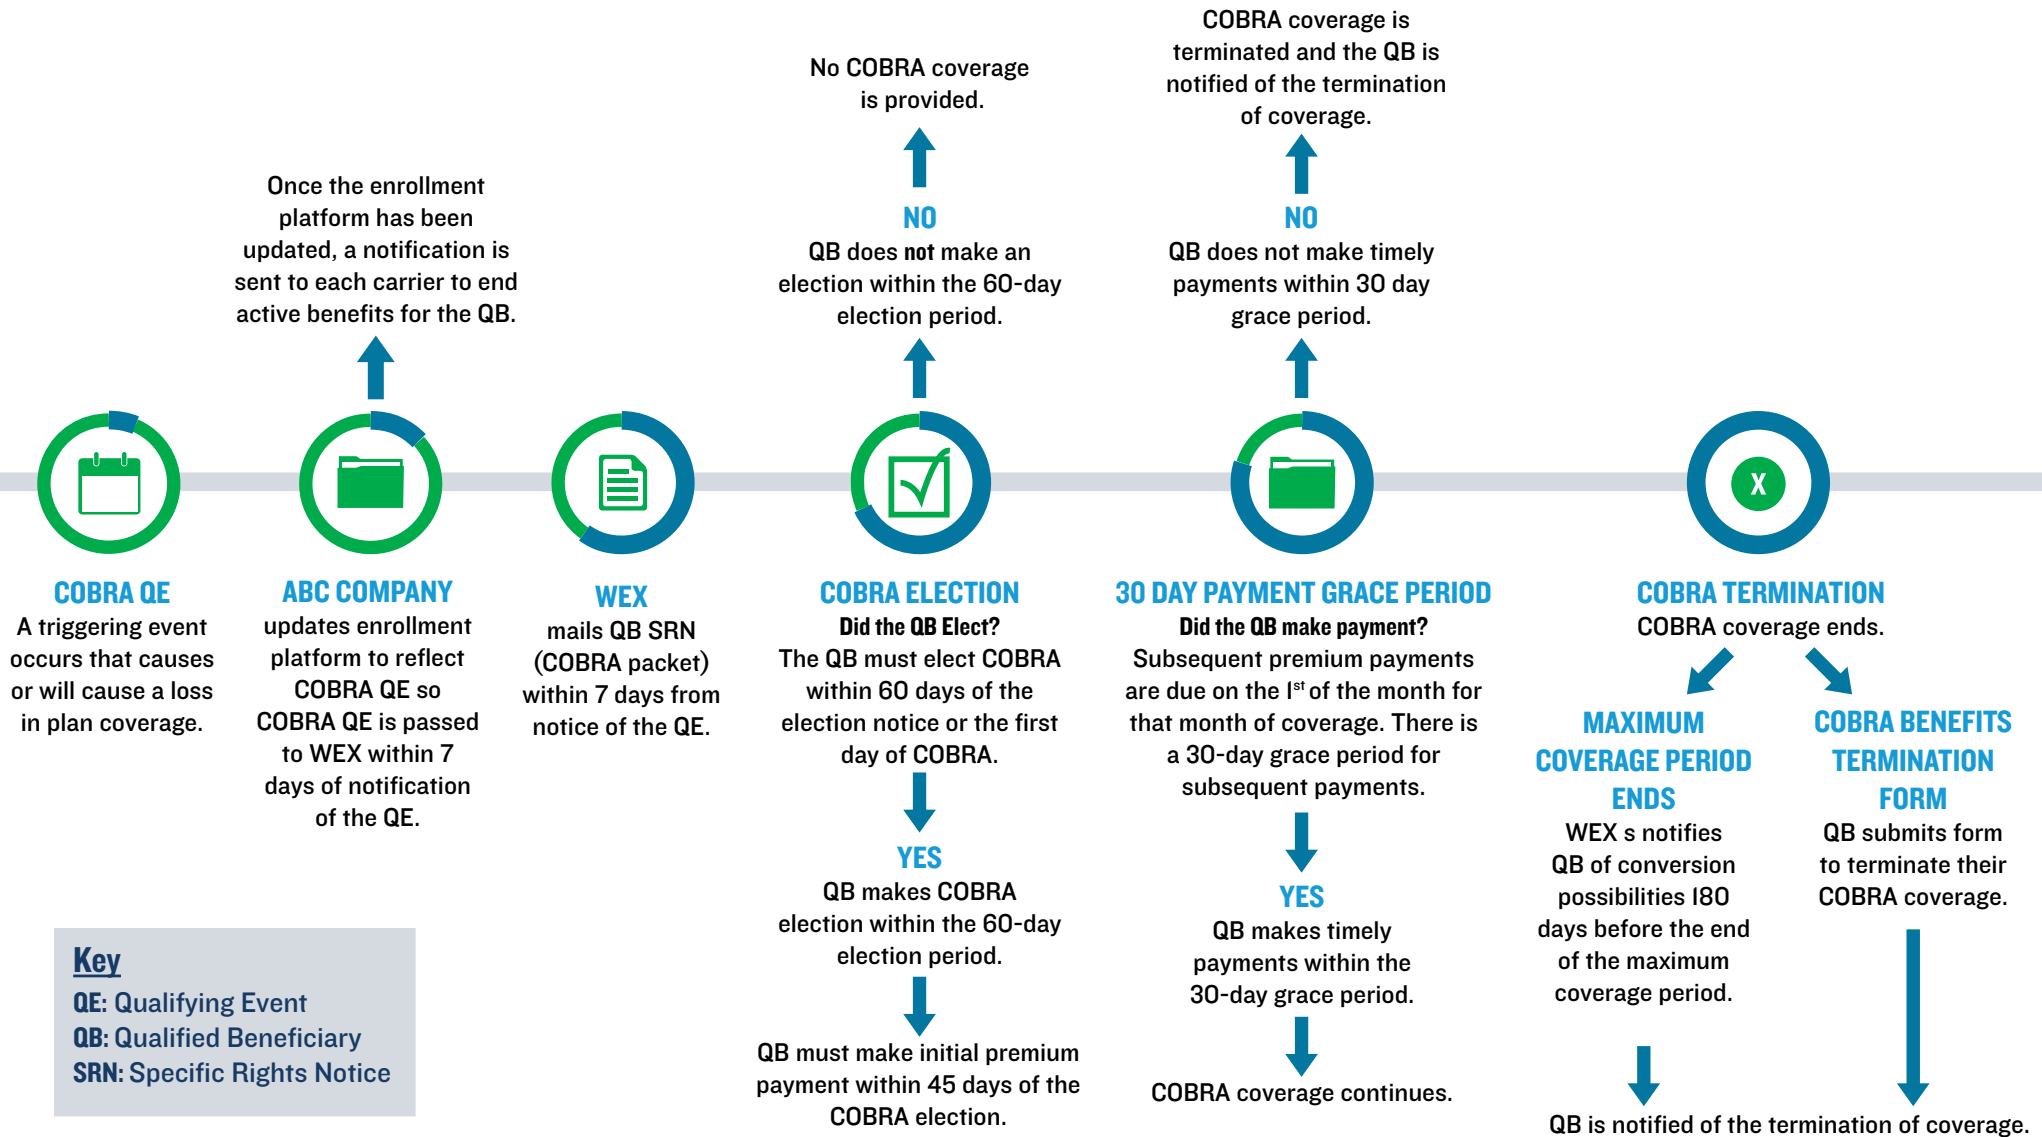 COBRA QE
A triggering event
occurs that causes
or will cause a loss
in plan coverage.
Once the enrollment
platform has been
updated, a notification is
sent to each carrier to end
active benefits for the QB.
ABC COMPANY
updates enrollment
platform to reflect
COBRA QE so
COBRA QE is passed
to WEX within 7
days of notification
of the QE.
WEX
mails QB SRN
(COBRA packet)
within 7 days from
notice of the QE.
No COBRA coverage
is provided.
NO
QB does not make an
election within the 60-day
election period.
COBRA ELECTION
Did the QB Elect?
The QB must elect COBRA
within 60 days of the
election notice or the first
day of COBRA.
YES
QB makes COBRA
election within the 60-day
election period.
QB must make initial premium
payment within 45 days of the
COBRA election.
COBRA coverage is
terminated and the QB is
notified of the termination
of coverage.
NO
QB does not make timely
payments within 30 day
grace period.
30 DAY PAYMENT GRACE PERIOD
Did the QB make payment?
Subsequent premium payments
are due on the 1st of the month for
that month of coverage. There is
a 30-day grace period for
subsequent payments.
YES
QB makes timely
payments within the
30-day grace period.
COBRA coverage continues.
X
COBRA TERMINATION
COBRA coverage ends.
MAXIMUM
COVERAGE PERIOD
ENDS
WEX s notifies
QB of conversion
possibilities 180
days before the end
of the maximum
coverage period.
COBRA BENEFITS
TERMINATION
FORM
QB submits form
to terminate their
COBRA coverage.
QB is notified of the termination of coverage.
Key
QE: Qualifying Event
QB: Qualified Beneficiary
SRN: Specific Rights Notice